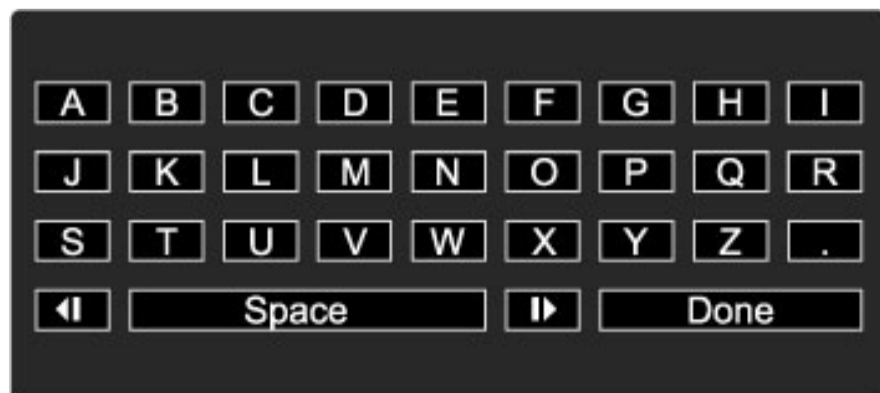 A B C D E F G H I
J K L M N O P Q R
S T U V W X Y Z .
Space Done